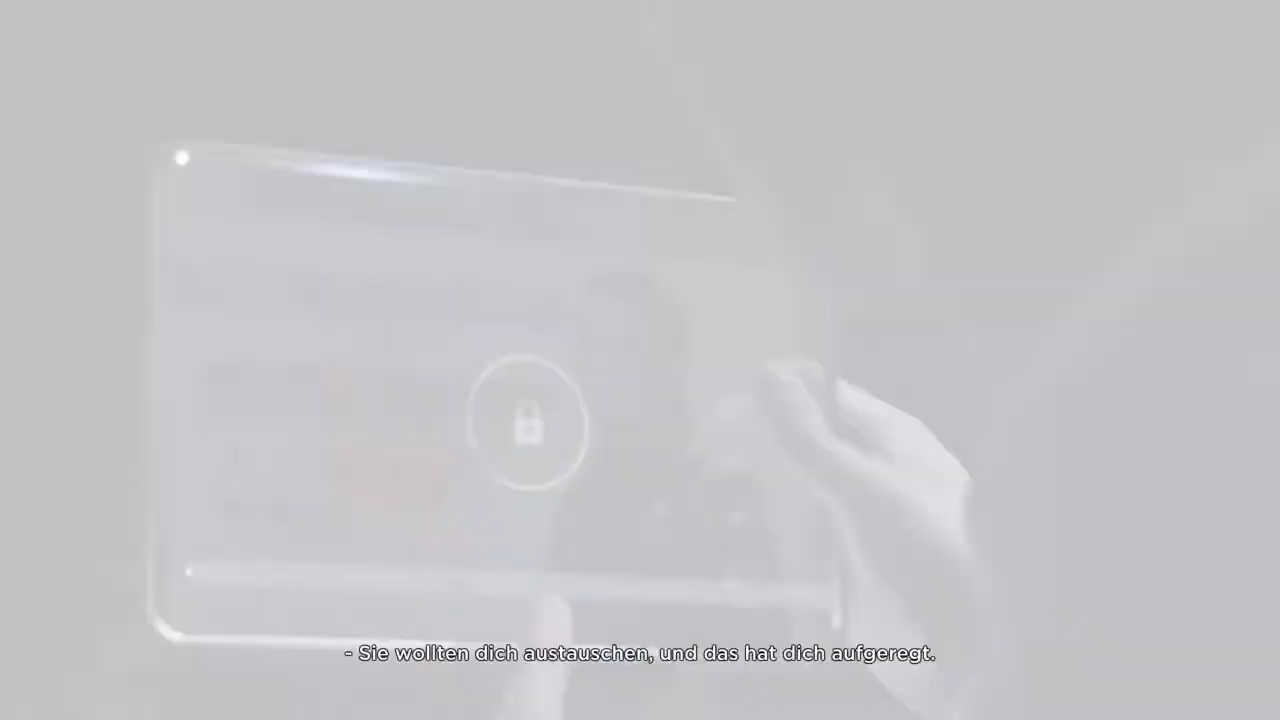 - Sie wollten dich austauschen, und das hat dich aufgeregt.